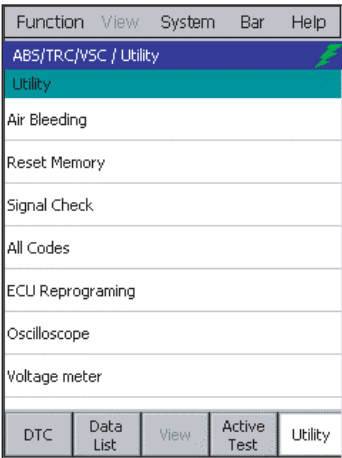 Function View System Bar Help
ABS/TRC/VSC / Utility
Utility
Air Bleeding
Reset Memory
Signal Check
All Codes
ECU Reprograming
Oscilloscope
Voltage meter
DTC Data List View Active Test Utility